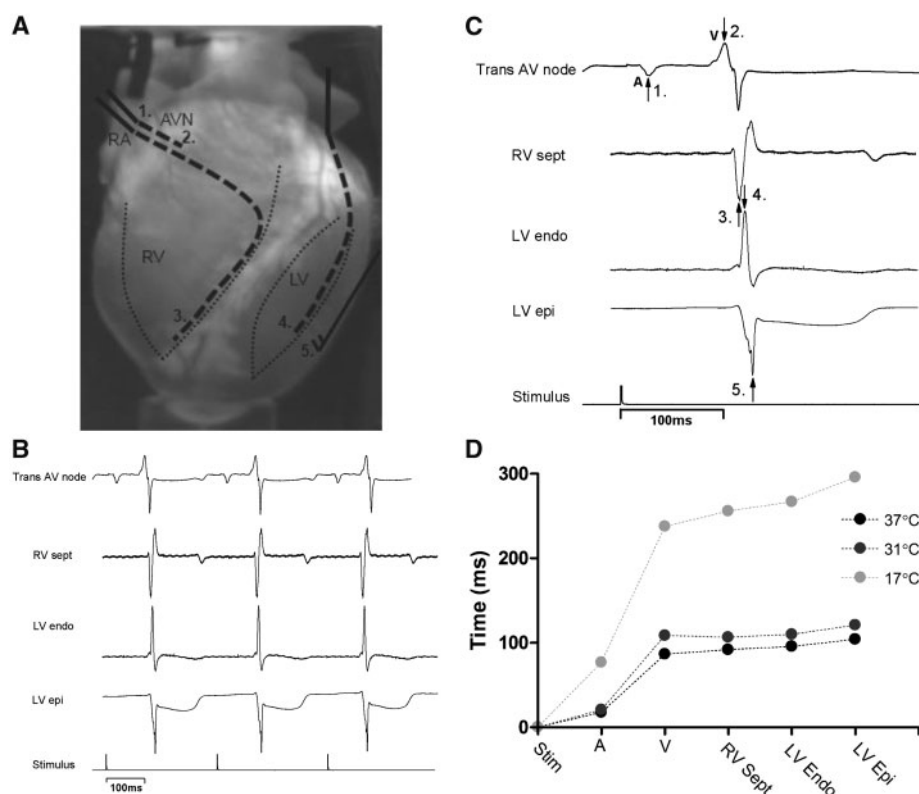 A
1.
AVN
2.
RA
RV
LV
3.
4.
5.
B
Trans AV node
RV sept
LV endo
LV epi
Stimulus
100ms
C
V
2.
Trans AV node
A
1.
RV sept
3.
4.
LV endo
LV epi
5.
Stimulus
100ms
D
300
200
100
0
Time (ms)
Stim
A
V
RV Sept
LV Endo
LV Epi
37°C
31°C
17°C